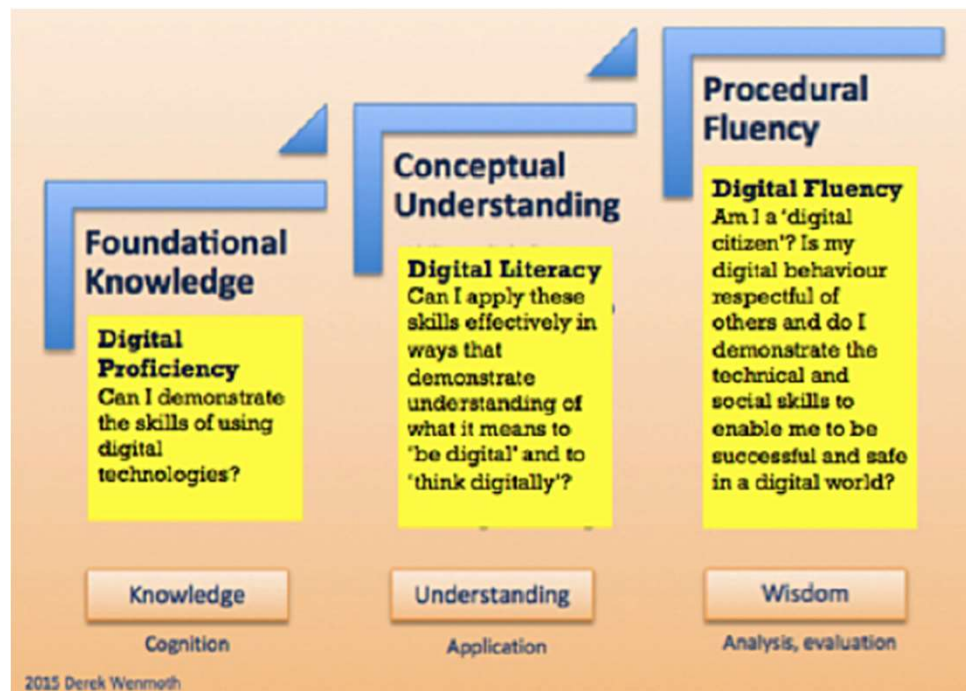 Foundational
Knowledge
Digital
Proficiency
Can I demonstrate
the skills of using
digital
technologies?
Knowledge
Cognition
Conceptual
Understanding
Digital Literacy
Can I apply these
skills effectively in
ways that
demonstrate
understanding of
what it means to
'be digital' and to
'think digitally'?
Understanding
Application
Procedural
Fluency
Digital Fluency
Am I a 'digital
citizen'? Is my
digital behaviour
respectful of
others and do I
demonstrate the
technical and
social skills to
enable me to be
successful and safe
in a digital world?
Wisdom
Analysis, evaluation
2015 Derek Wenmoth